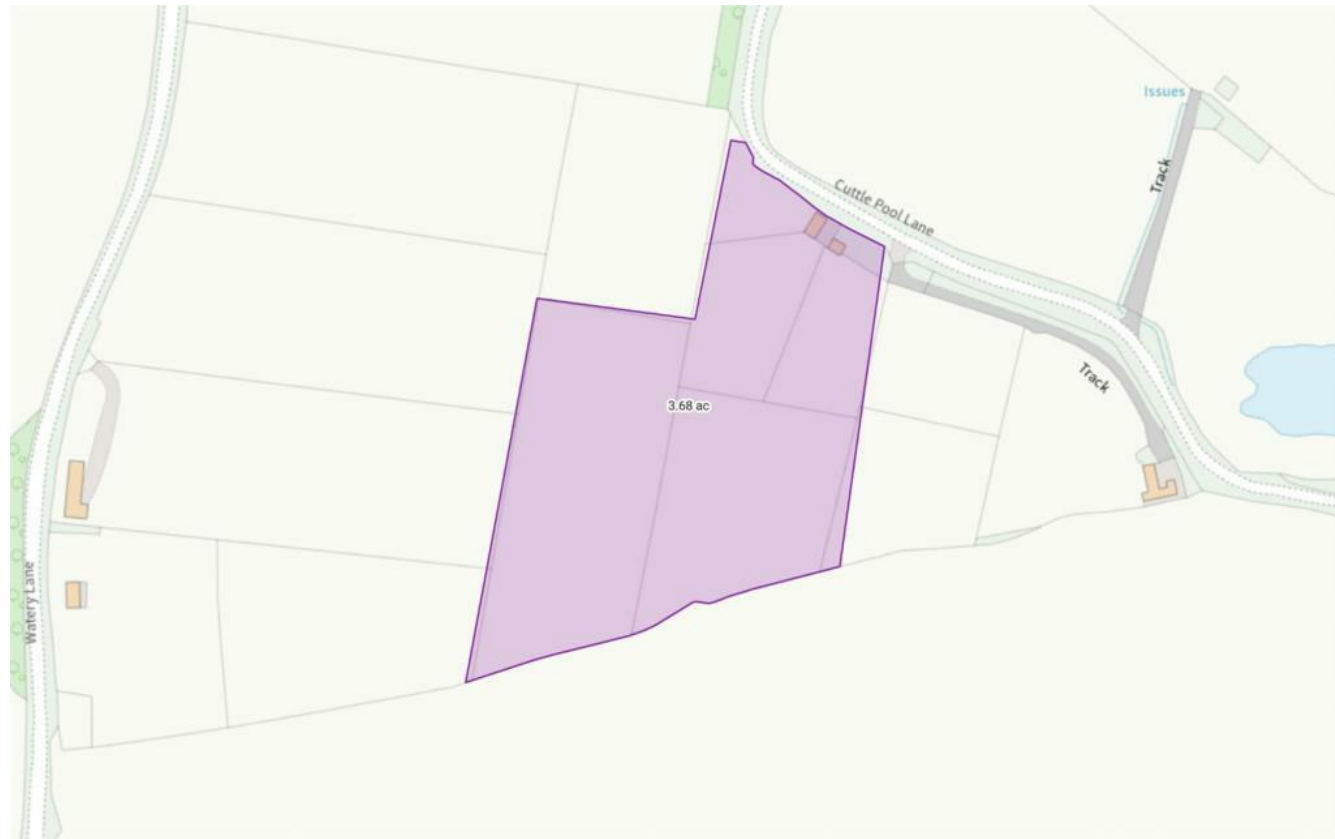 Issues
Track
Cuttle Pool Lane
Track
3.68 ac
Watery Lane